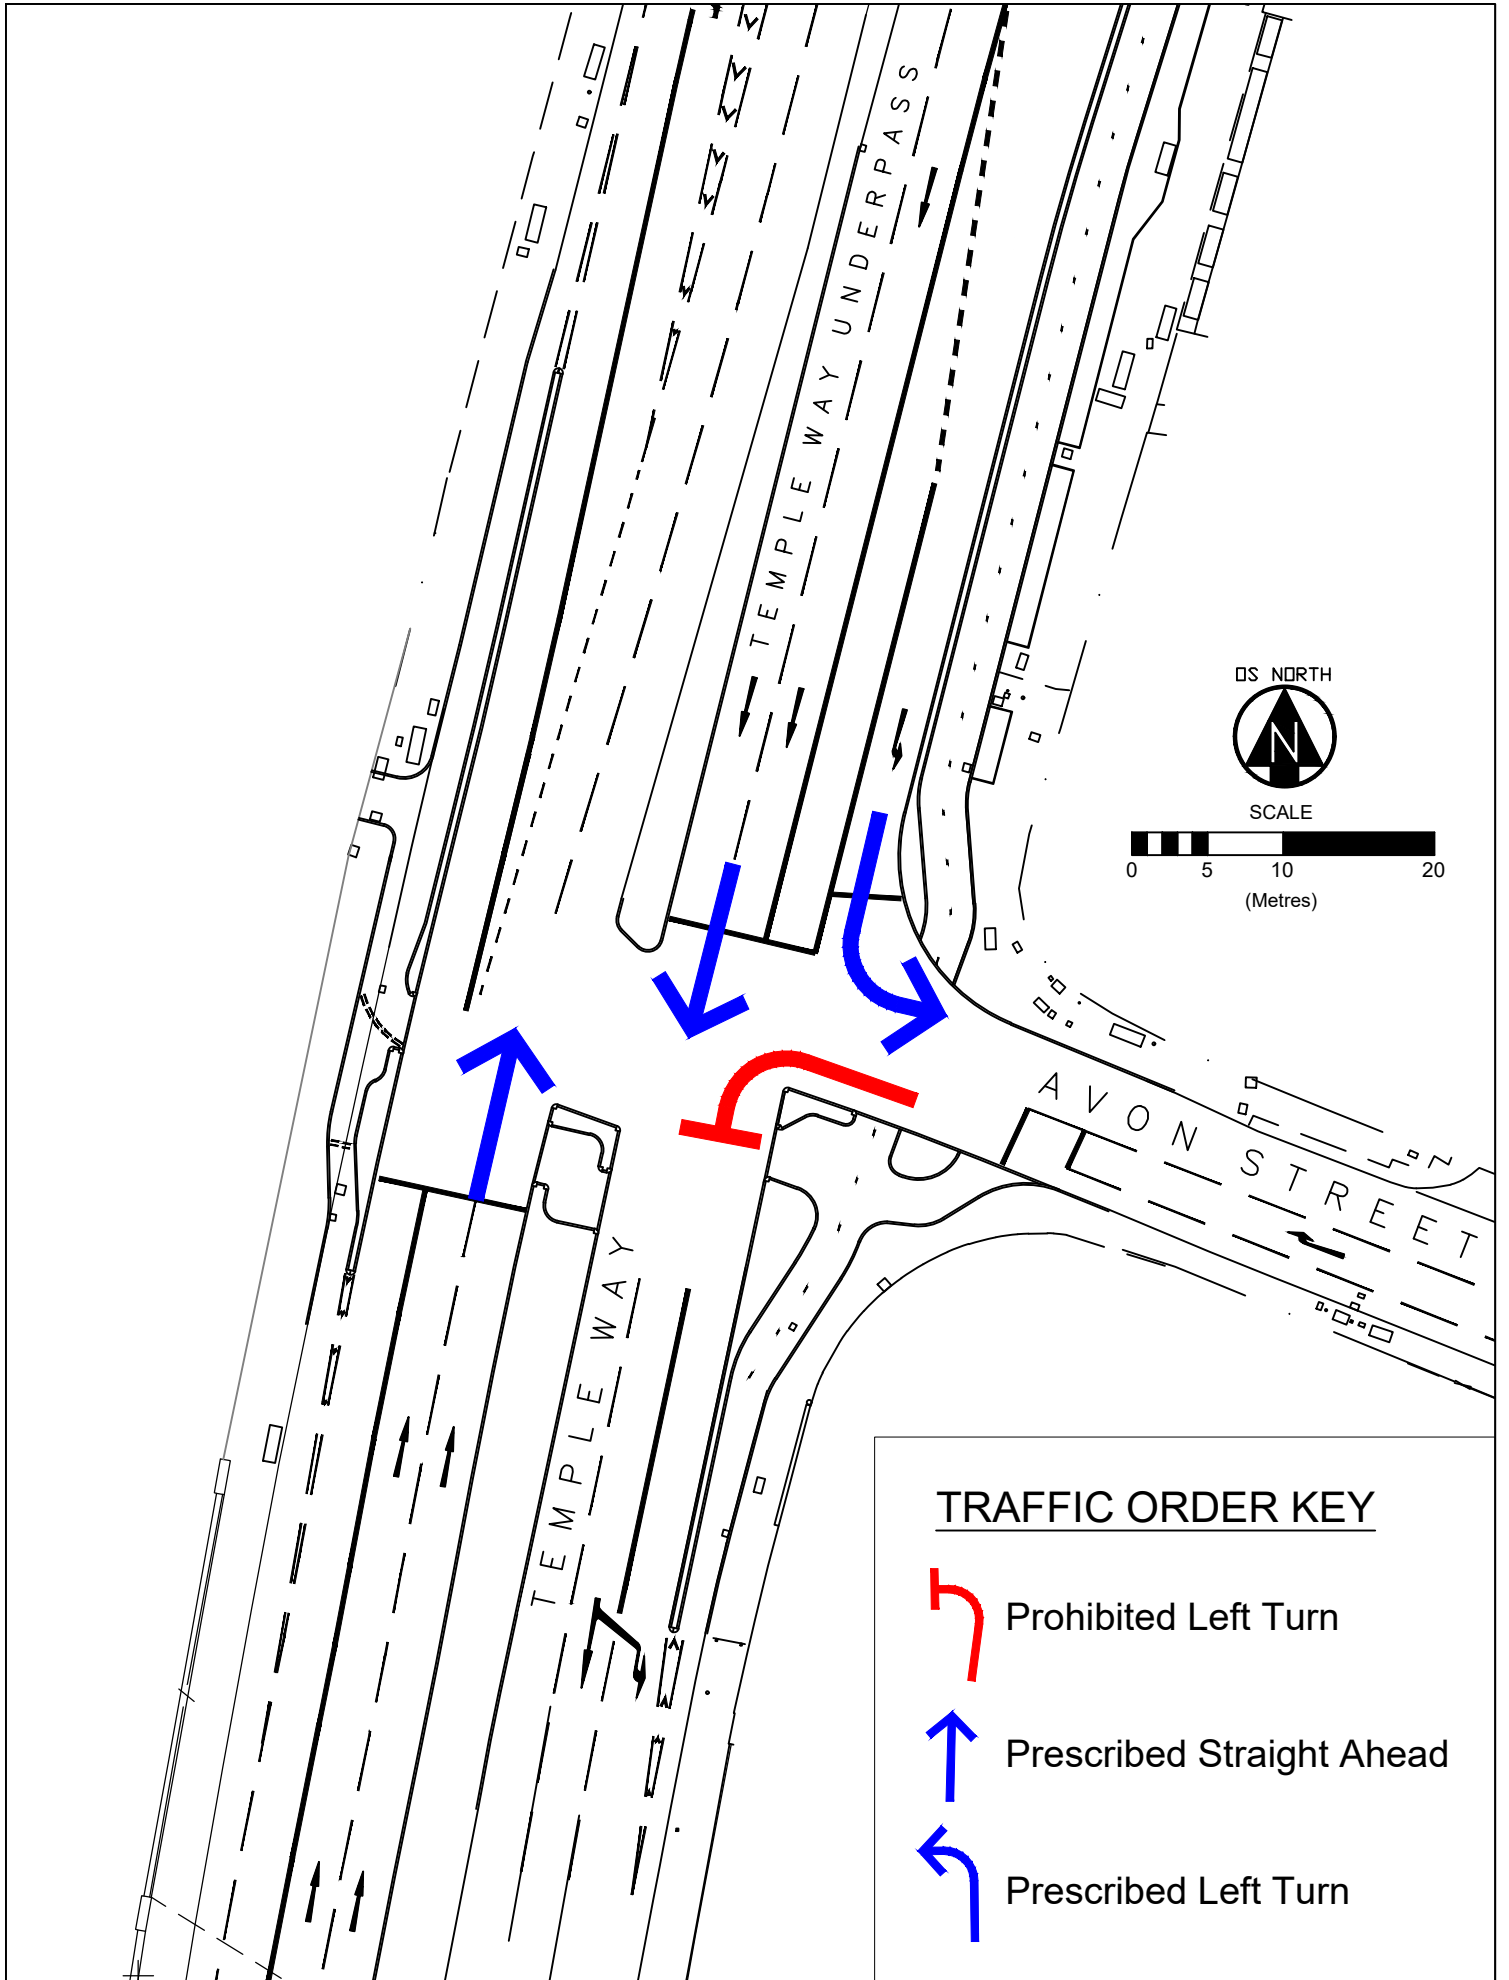 TEMPLE WAY UNDERPASS
OS NORTH
N
SCALE
0 5 10 20
(Metres)
AVON STREET
TEMPLE WAY
TRAFFIC ORDER KEY
Prohibited Left Turn
Prescribed Straight Ahead
Prescribed Left Turn